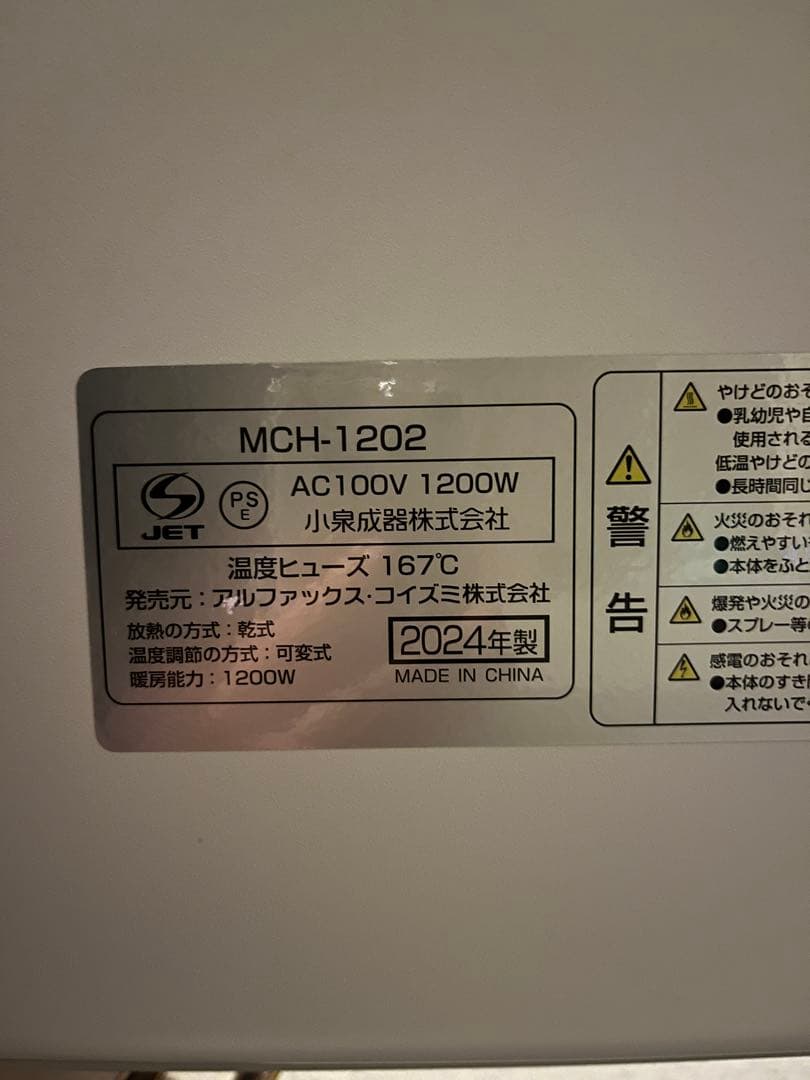 MCH-1202
JET
PS
E
AC100V 1200W
小泉成器株式会社
温度ヒューズ 167℃
発売元：アルファックス・コイズミ株式会社
放熱の方式：乾式
温度調節の方式：可変式
暖房能力：1200W
2024年製
MADE IN CHINA
警告
やけどのおそ
●乳幼児や自
使用される
低温やけどの
●長時間同じ
火災のおそれ
●燃えやすい
●本体をふと
爆発や火災の
●スプレー等の
感電のおそれ
●本体のすき
入れないで